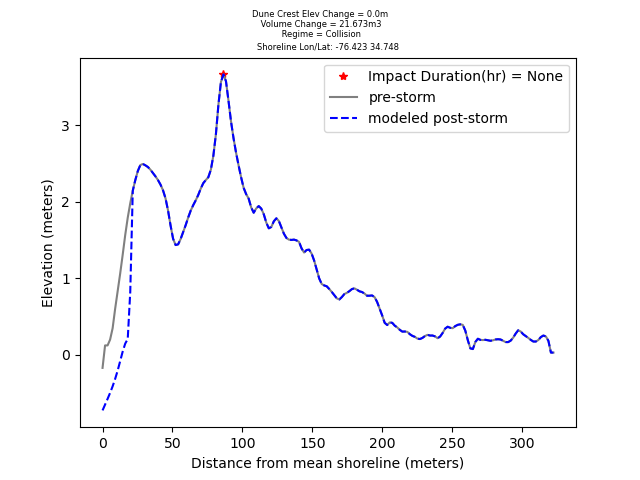 Dune Crest Elev Change = 0.0m
Volume Change = 21.673m3
Regime = Collision
Shoreline Lon/Lat: -76.423 34.748
Impact Duration(hr) = None
pre-storm
modeled post-storm
Elevation (meters)
3
2
1
0
0 50 100 150 200 250 300
Distance from mean shoreline (meters)